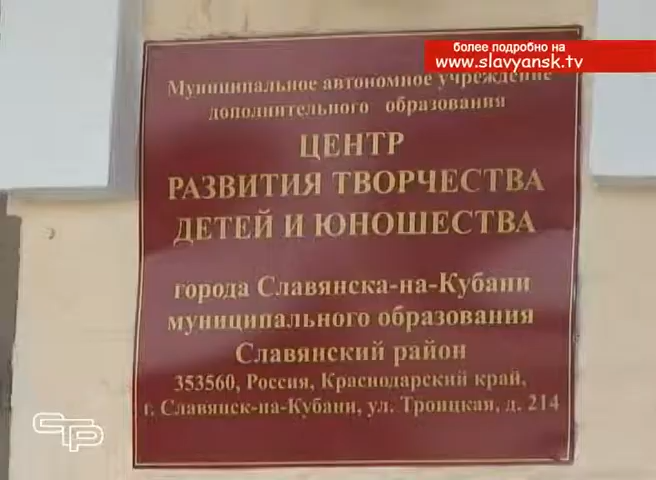 более подробно на
www.slavyansk.tv
Муниципальное автономное учреждение
дополнительного образования
ЦЕНТР
РАЗВИТИЯ ТВОРЧЕСТВА
ДЕТЕЙ И ЮНОШЕСТВА
города Славянска-на-Кубани
муниципального образования
Славянский район
353560, Россия, Краснодарский край,
г. Славянск-на-Кубани, ул. Троицкая, д. 214
СТР